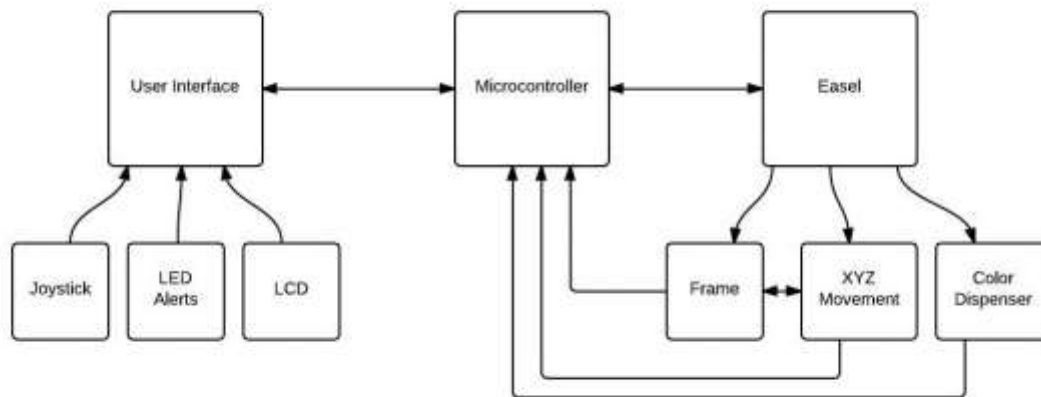 User Interface
Microcontroller
Easel
Joystick
LED
Alerts
LCD
Frame
XYZ
Movement
Color
Dispenser